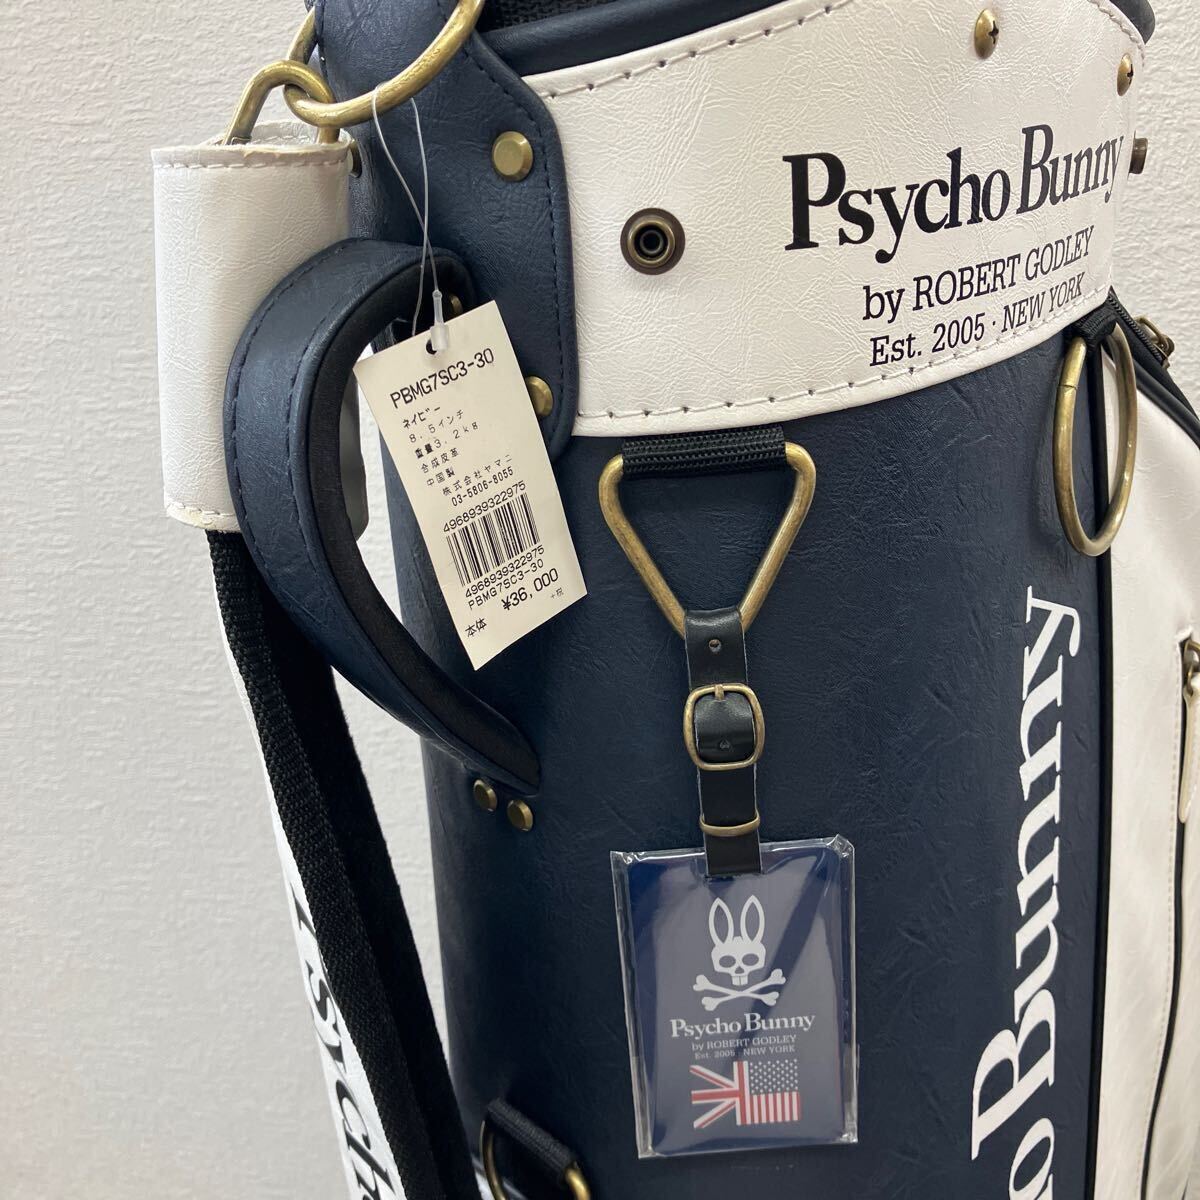 Psycho Bunny
by ROBERT GODLEY
Est. 2005 · NEW YORK
PBMG7SC3-30
ネイビー
8.5インチ
重量3.2kg
合成皮革
中国製
株式会社ヤマニ
03-5806-8055
4968939322975
4968939322975
PBMG7SC3-30
本体 ¥36,000 +税
Psycho Bunny
by ROBERT GODLEY
Est. 2005 · NEW YORK
o Bunny
Psych